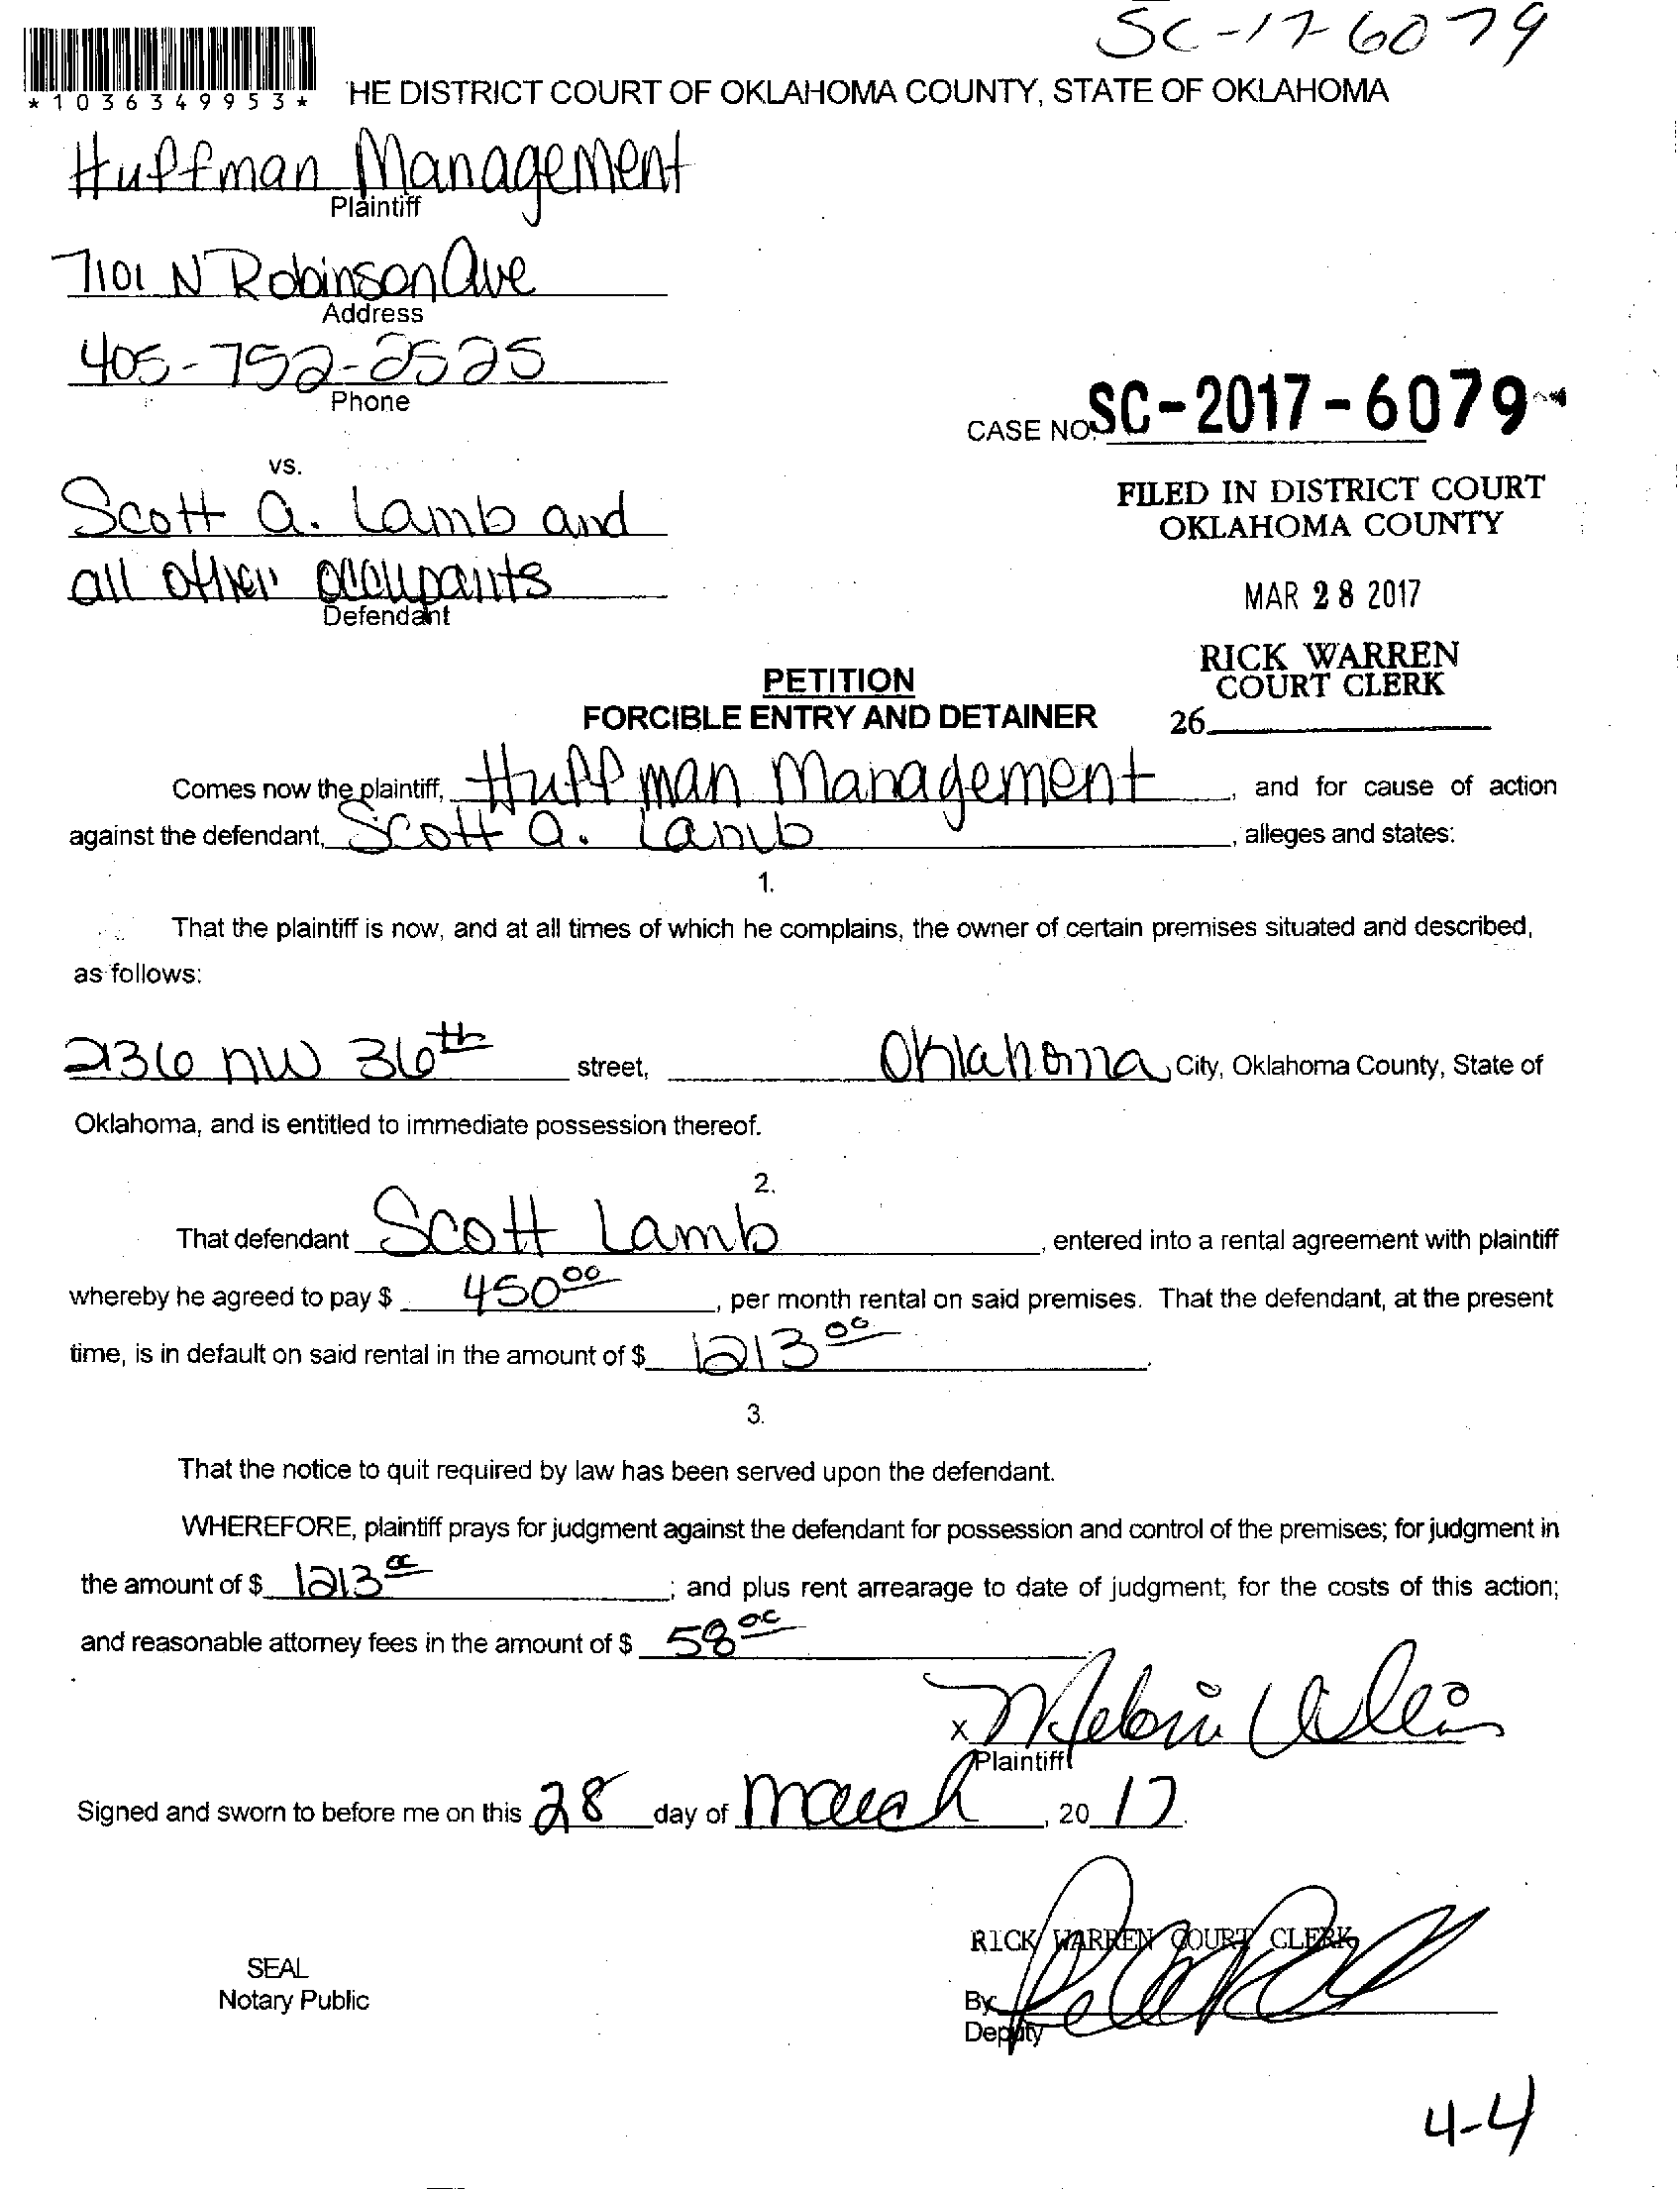 SC-17-6079
*1036349953*
HE DISTRICT COURT OF OKLAHOMA COUNTY, STATE OF OKLAHOMA
Huffman Management
Plaintiff
7101 N Robinson Ave
Address
405-752-2525
Phone
CASE NO. SC-2017-6079
vs.
FILED IN DISTRICT COURT
OKLAHOMA COUNTY
Scott A. Lamb and
all other occupants
Defendant
MAR 28 2017
RICK WARREN
COURT CLERK
26
PETITION
FORCIBLE ENTRY AND DETAINER
Comes now the plaintiff, Huffman Management, and for cause of action
against the defendant, Scott A. Lamb, alleges and states:
1.
That the plaintiff is now, and at all times of which he complains, the owner of certain premises situated and described,
as follows:
2136 NW 36th street, Oklahoma City, Oklahoma County, State of
Oklahoma, and is entitled to immediate possession thereof.
2.
That defendant Scott Lamb, entered into a rental agreement with plaintiff
whereby he agreed to pay $ 450 00, per month rental on said premises. That the defendant, at the present
time, is in default on said rental in the amount of $ 1213 00.
3.
That the notice to quit required by law has been served upon the defendant.
WHEREFORE, plaintiff prays for judgment against the defendant for possession and control of the premises; for judgment in
the amount of $ 1213 00; and plus rent arrearage to date of judgment; for the costs of this action;
and reasonable attorney fees in the amount of $ 58 00
x
Plaintiff
Signed and sworn to before me on this 28 day of March, 20 17.
RICK WARREN COURT CLERK
SEAL
Notary Public
By
Deputy
4-4